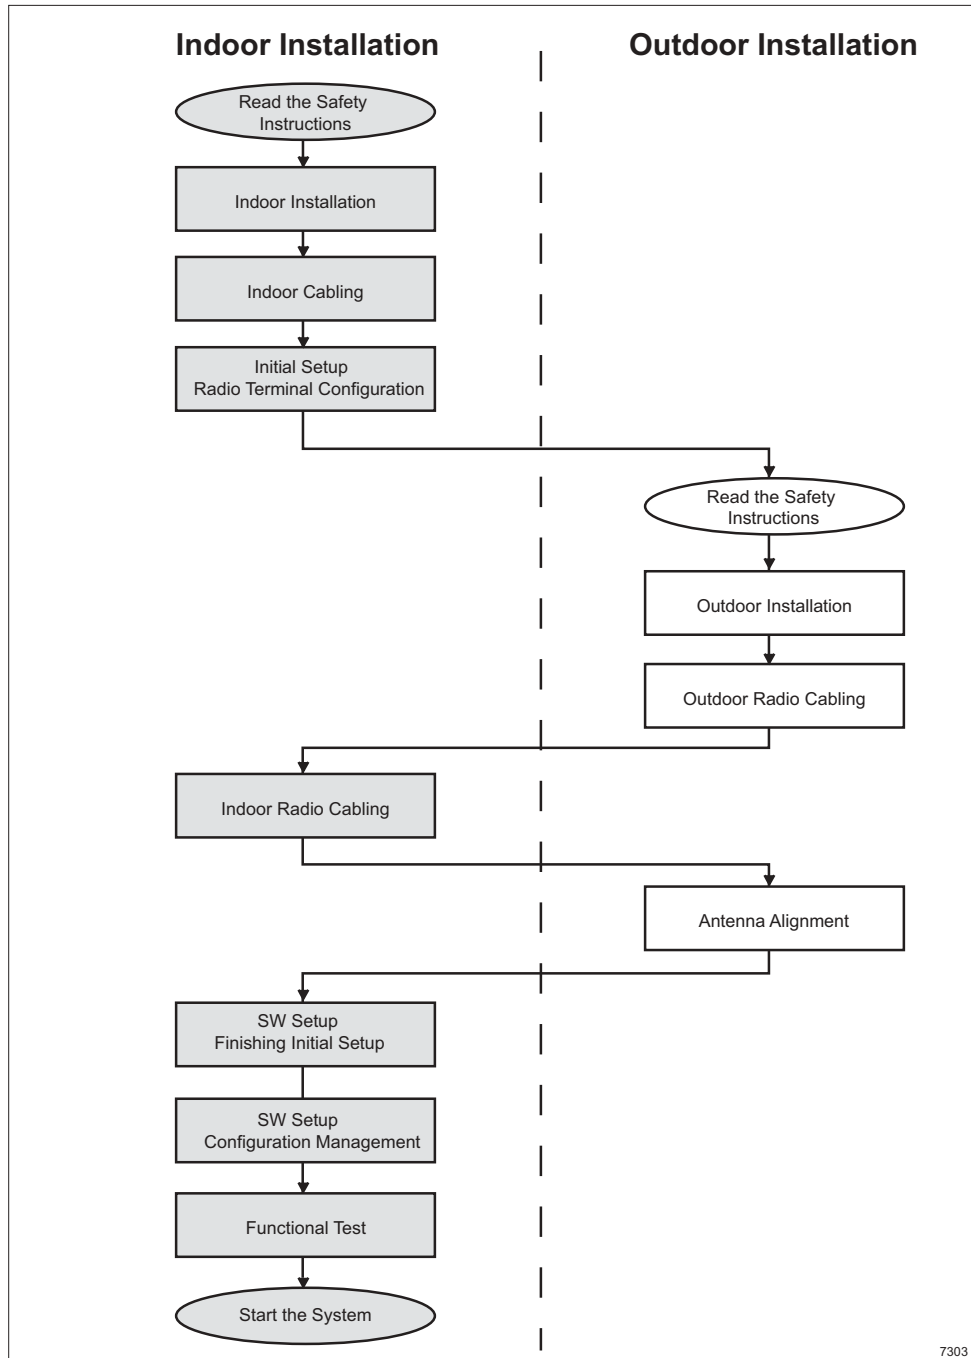 Indoor Installation
Outdoor Installation
Read the Safety
Instructions
Indoor Installation
Indoor Cabling
Initial Setup
Radio Terminal Configuration
Read the Safety
Instructions
Outdoor Installation
Outdoor Radio Cabling
Indoor Radio Cabling
Antenna Alignment
SW Setup
Finishing Initial Setup
SW Setup
Configuration Management
Functional Test
Start the System
7303